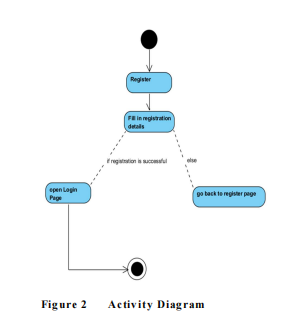 Register
Fill in registration
details
if registration is successful
else
open Login
Page
go back to register page
Figure 2 Activity Diagram